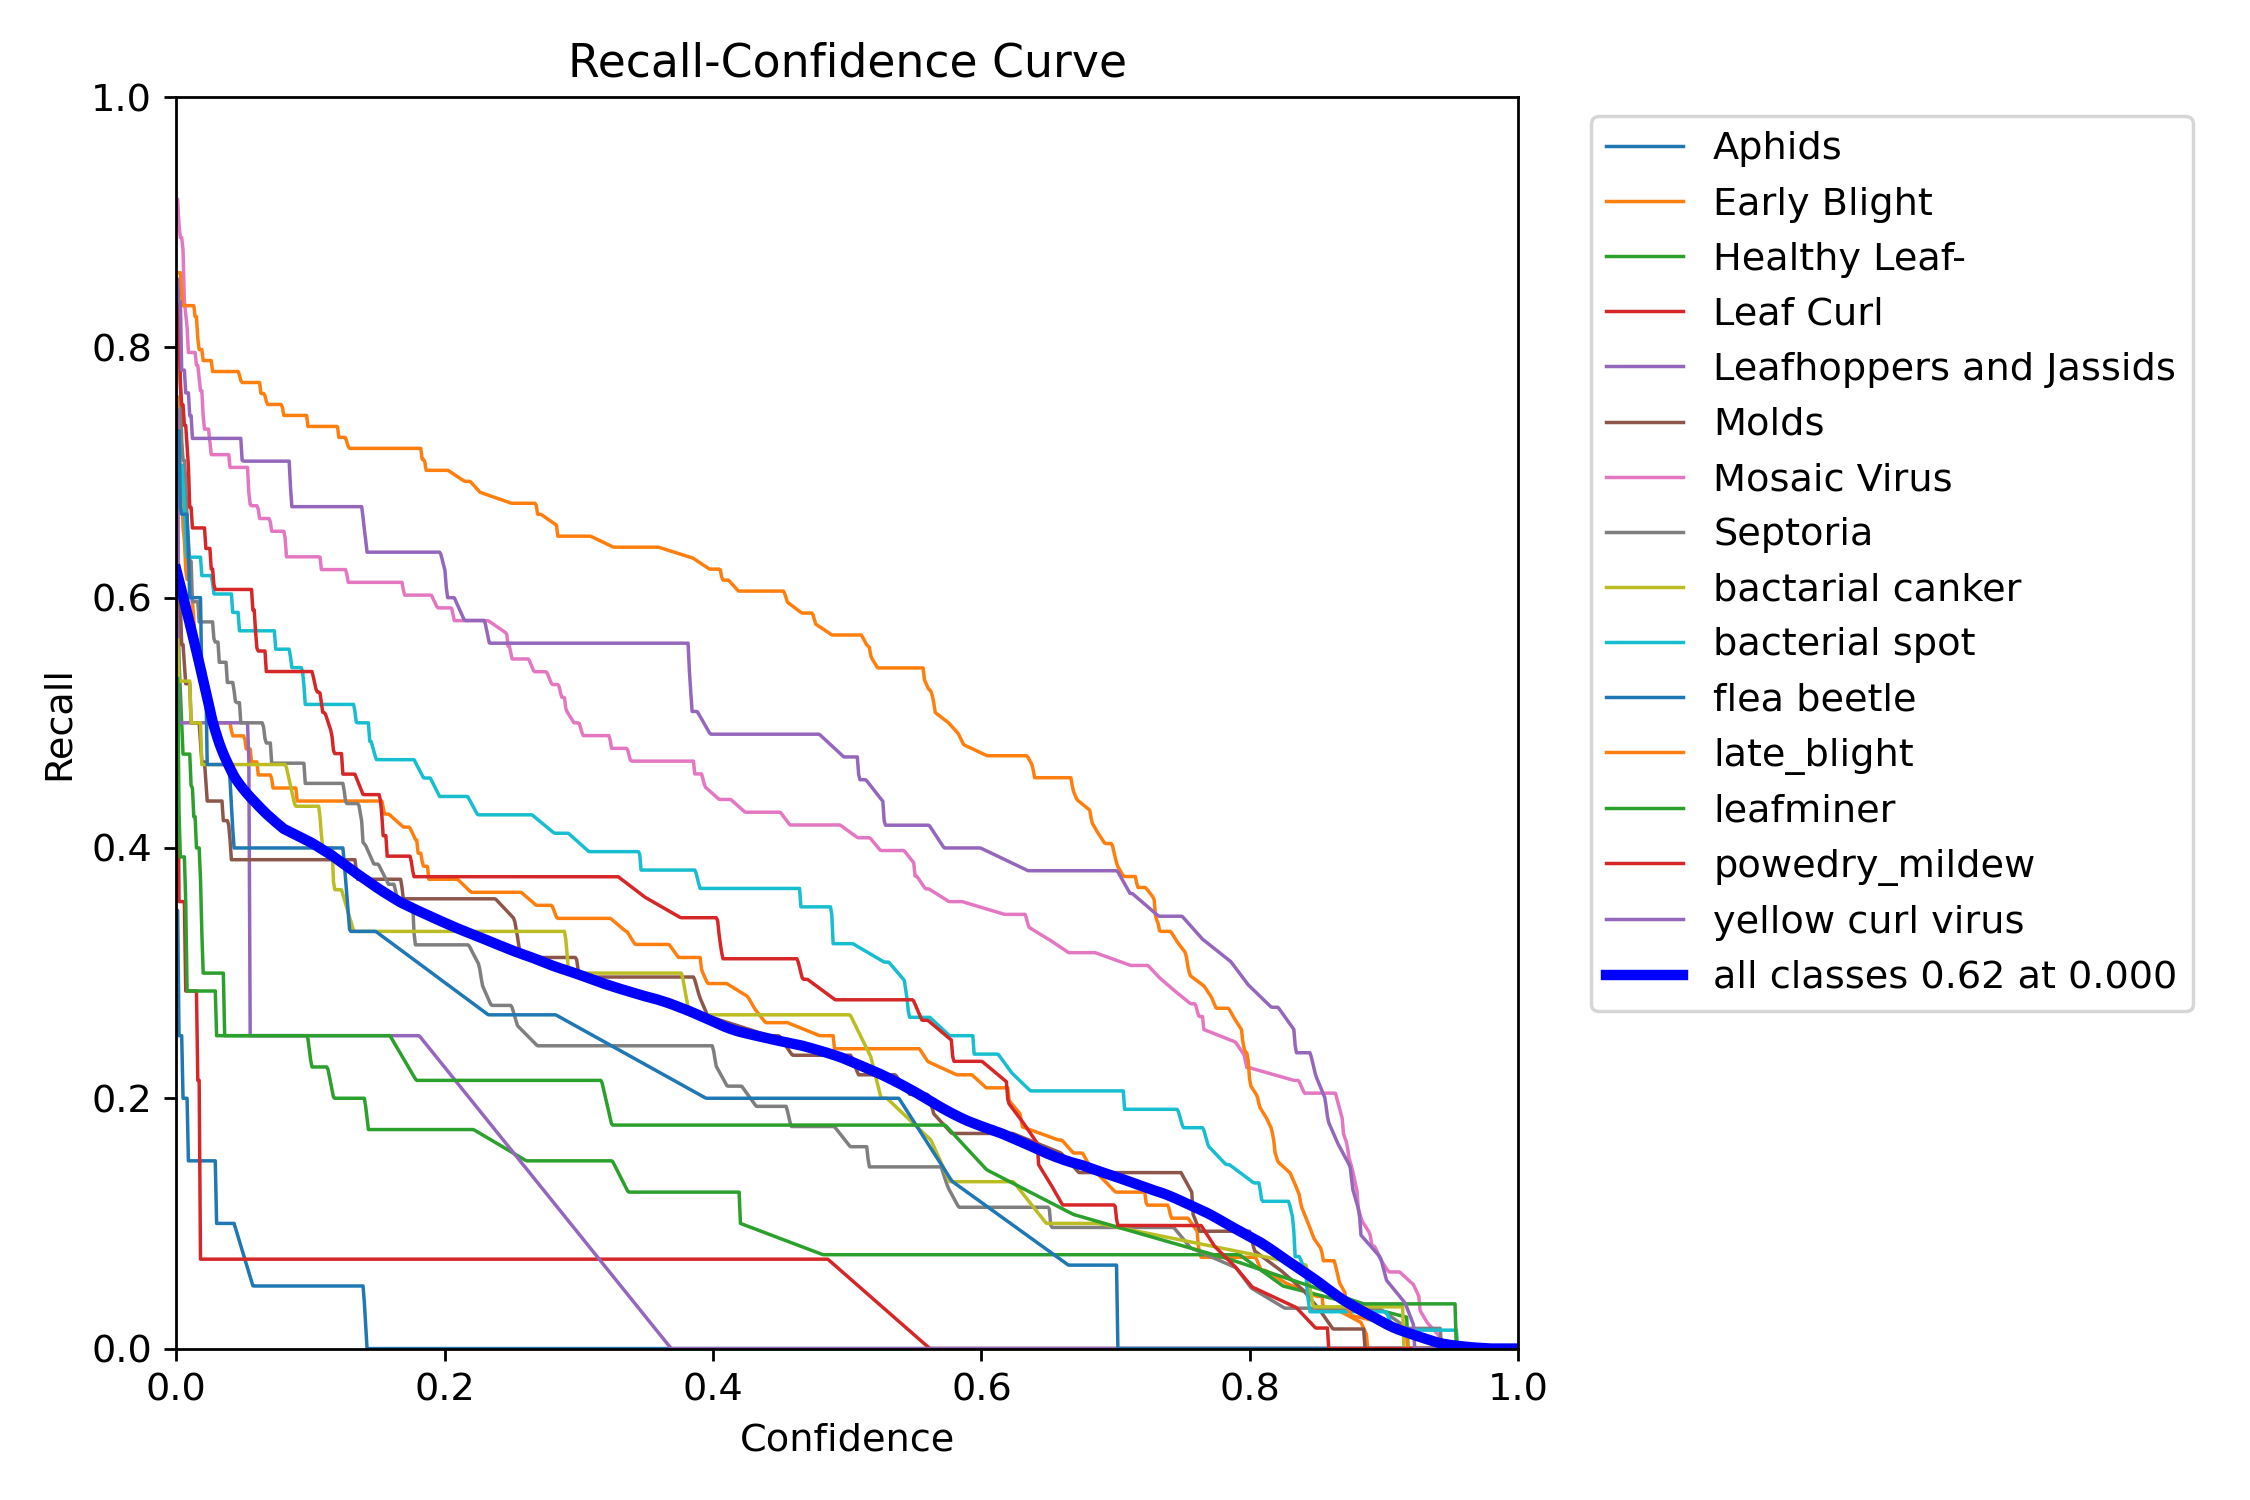 Recall-Confidence Curve
1.0
0.8
0.6
0.4
0.2
0.0
Recall
0.0 0.2 0.4 0.6 0.8 1.0
Confidence
Aphids
Early Blight
Healthy Leaf-
Leaf Curl
Leafhoppers and Jassids
Molds
Mosaic Virus
Septoria
bactarial canker
bacterial spot
flea beetle
late_blight
leafminer
powedry_mildew
yellow curl virus
all classes 0.62 at 0.000